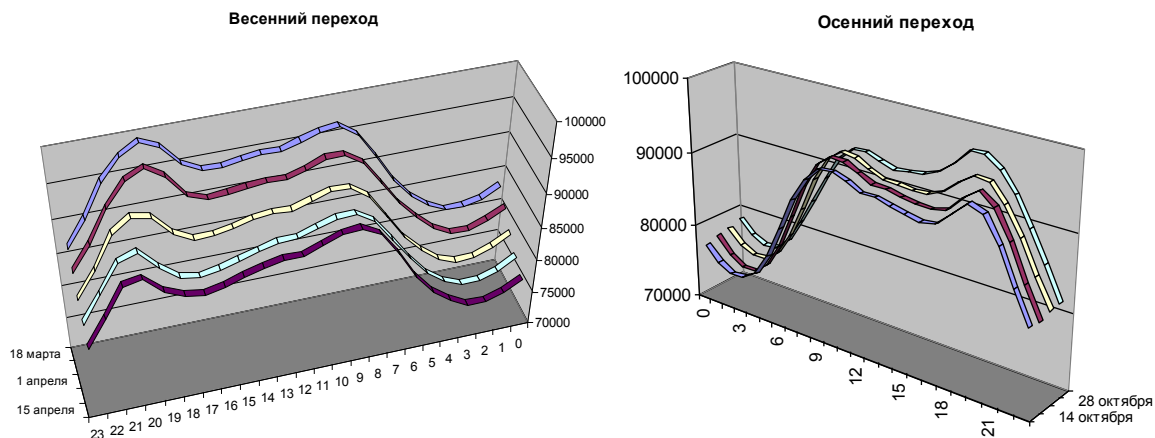 Весенний переход
100000
95000
90000
85000
80000
75000
70000
18 марта
1 апреля
15 апреля
23 22 21 20 19 18 17 16 15 14 13 12 11 10 9 8 7 6 5 4 3 2 1 0
Осенний переход
100000
90000
80000
70000
0 3 6 9 12 15 18 21
28 октября
14 октября